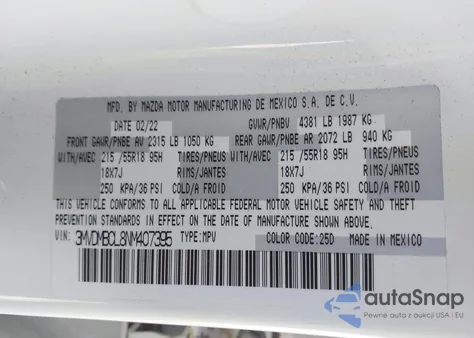 MFD. BY MAZDA MOTOR MANUFACTURING DE MEXICO S.A. DE C.V.
DATE 02/22 GVWR/PNBV 4381 LB 1987 KG
FRONT GAWR/PNBE AV 2315 LB 1050 KG REAR GAWR/PNBE AR 2072 LB 940 KG
WITH/AVEC 215 /55R18 95H TIRES/PNEUS WITH/AVEC 215 /55R18 95H TIRES/PNEUS
18X7J RIMS/JANTES 18X7J RIMS/JANTES
250 KPA/36 PSI COLD/A FROID 250 KPA/36 PSI COLD/A FROID
THIS VEHICLE CONFORMS TO ALL APPLICABLE FEDERAL MOTOR VEHICLE SAFETY AND THEFT
PREVENTION STANDARDS IN EFFECT ON THE DATE OF MANUFACTURE SHOWN ABOVE.
VIN: 3MVDMBCL8NM407395 TYPE:MPV COLOR CODE:25D MADE IN MEXICO
autoSnap
Pewne auta z aukcji USA i EU